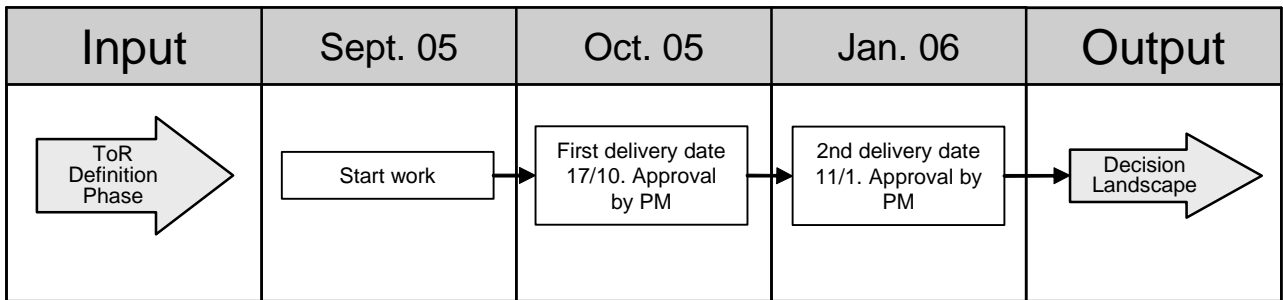 Input
Sept. 05
Oct. 05
Jan. 06
Output
ToR
Definition
Phase
Start work
First delivery date
17/10. Approval
by PM
2nd delivery date
11/1. Approval by
PM
Decision
Landscape